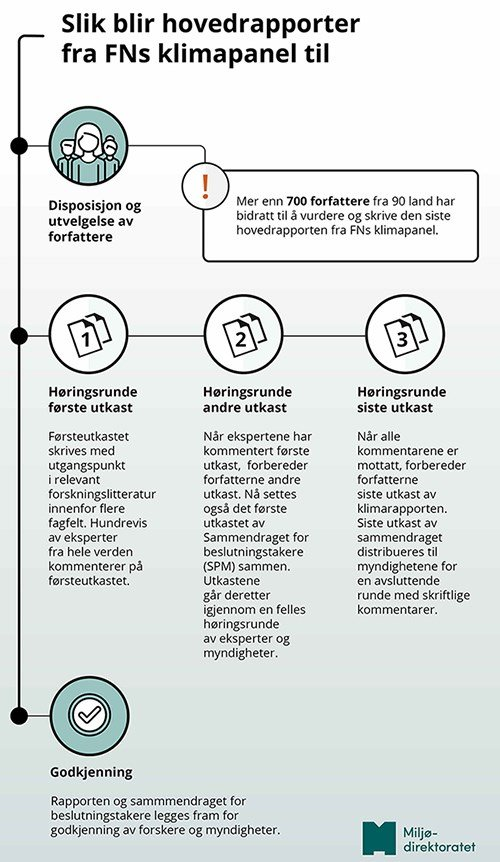 Slik blir hovedrapporter
fra FNs klimapanel til
Disposjon og
utvelgelse av
forfattere
!
Mer enn 700 forfattere fra 90 land har
bidratt til å vurdere og skrive den siste
hovedrapporten fra FNs klimapanel.
1
Høringsrunde
første utkast
Førsteutkastet
skrives med
utgangspunkt
i relevant
forskningslitteratur
innenfor flere
fagfelt. Hundrevis
av eksperter
fra hele verden
kommenterer på
førsteutkastet.
2
Høringsrunde
andre utkast
Når ekspertene har
kommentert første
utkast, forbereder
forfatterne andre
utkast. Nå settes
også det første
utkastet av
Sammendraget for
beslutningstakere
(SPM) sammen.
Utkastene
går deretter
igjennom en felles
høringsrunde
av eksperter og
myndigheter.
3
Høringsrunde
siste utkast
Når alle
kommentarene er
mottatt, forbereder
forfatterne
siste utkast av
klimarapporten.
Siste utkast av
sammendraget
distribueres til
myndighetene for
en avsluttende
runde med skriftlige
kommentarer.
Godkjenning
Rapporten og sammmendraget for
beslutningstakere legges fram for
godkjenning av forskere og myndigheter.
Miljø-
direktoratet